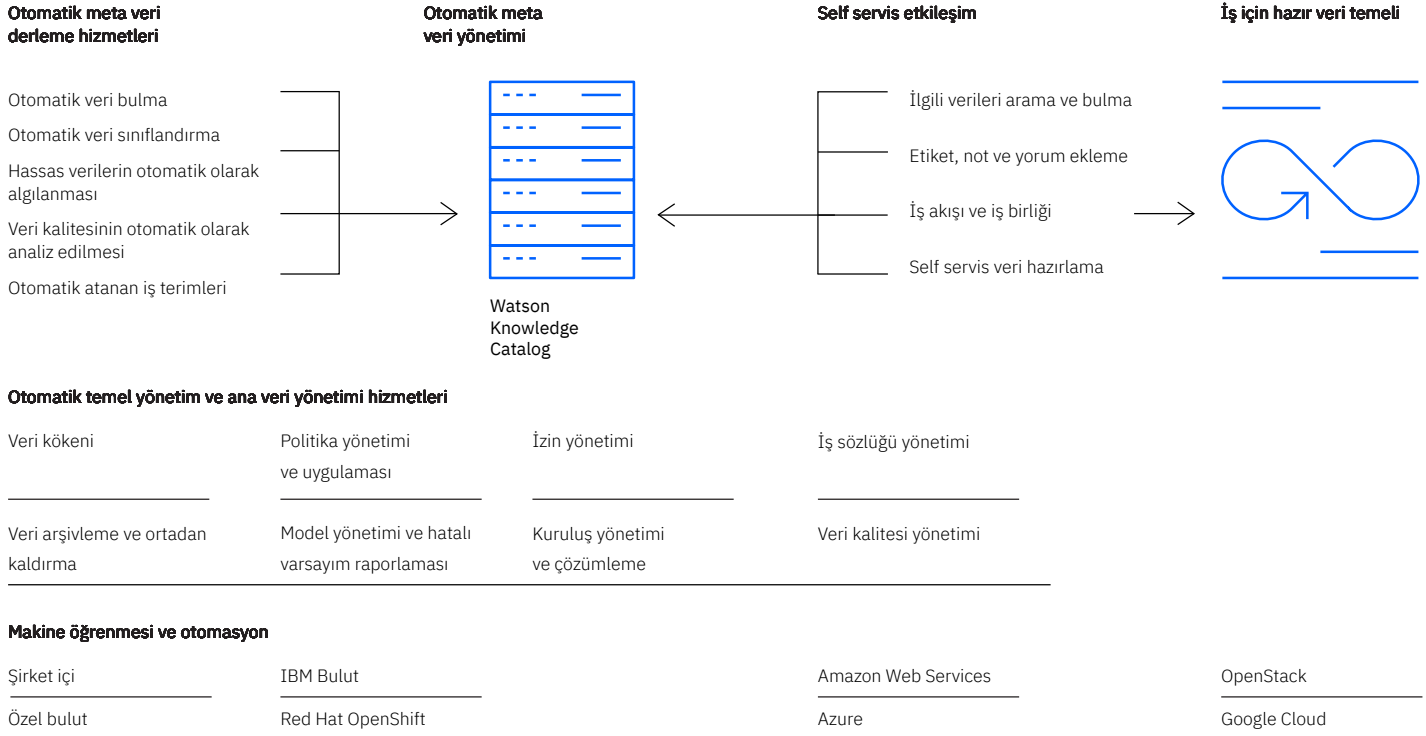 Otomatik meta veri
derleme hizmetleri
Otomatik veri bulma
Otomatik veri sınıflandırma
Hassas verilerin otomatik olarak
algılanması
Veri kalitesinin otomatik olarak
analiz edilmesi
Otomatik atanan iş terimleri
Otomatik meta
veri yönetimi
Watson
Knowledge
Catalog
Self servis etkileşim
İlgili verileri arama ve bulma
Etiket, not ve yorum ekleme
İş akışı ve iş birliği
Self servis veri hazırlama
İş için hazır veri temeli
Otomatik temel yönetim ve ana veri yönetimi hizmetleri
Veri kökeni
Politika yönetimi
ve uygulaması
İzin yönetimi
İş sözlüğü yönetimi
Veri arşivleme ve ortadan
kaldırma
Model yönetimi ve hatalı
varsayım raporlaması
Kuruluş yönetimi
ve çözümleme
Veri kalitesi yönetimi
Makine öğrenmesi ve otomasyon
Şirket içi
IBM Bulut
Amazon Web Services
OpenStack
Özel bulut
Red Hat OpenShift
Azure
Google Cloud